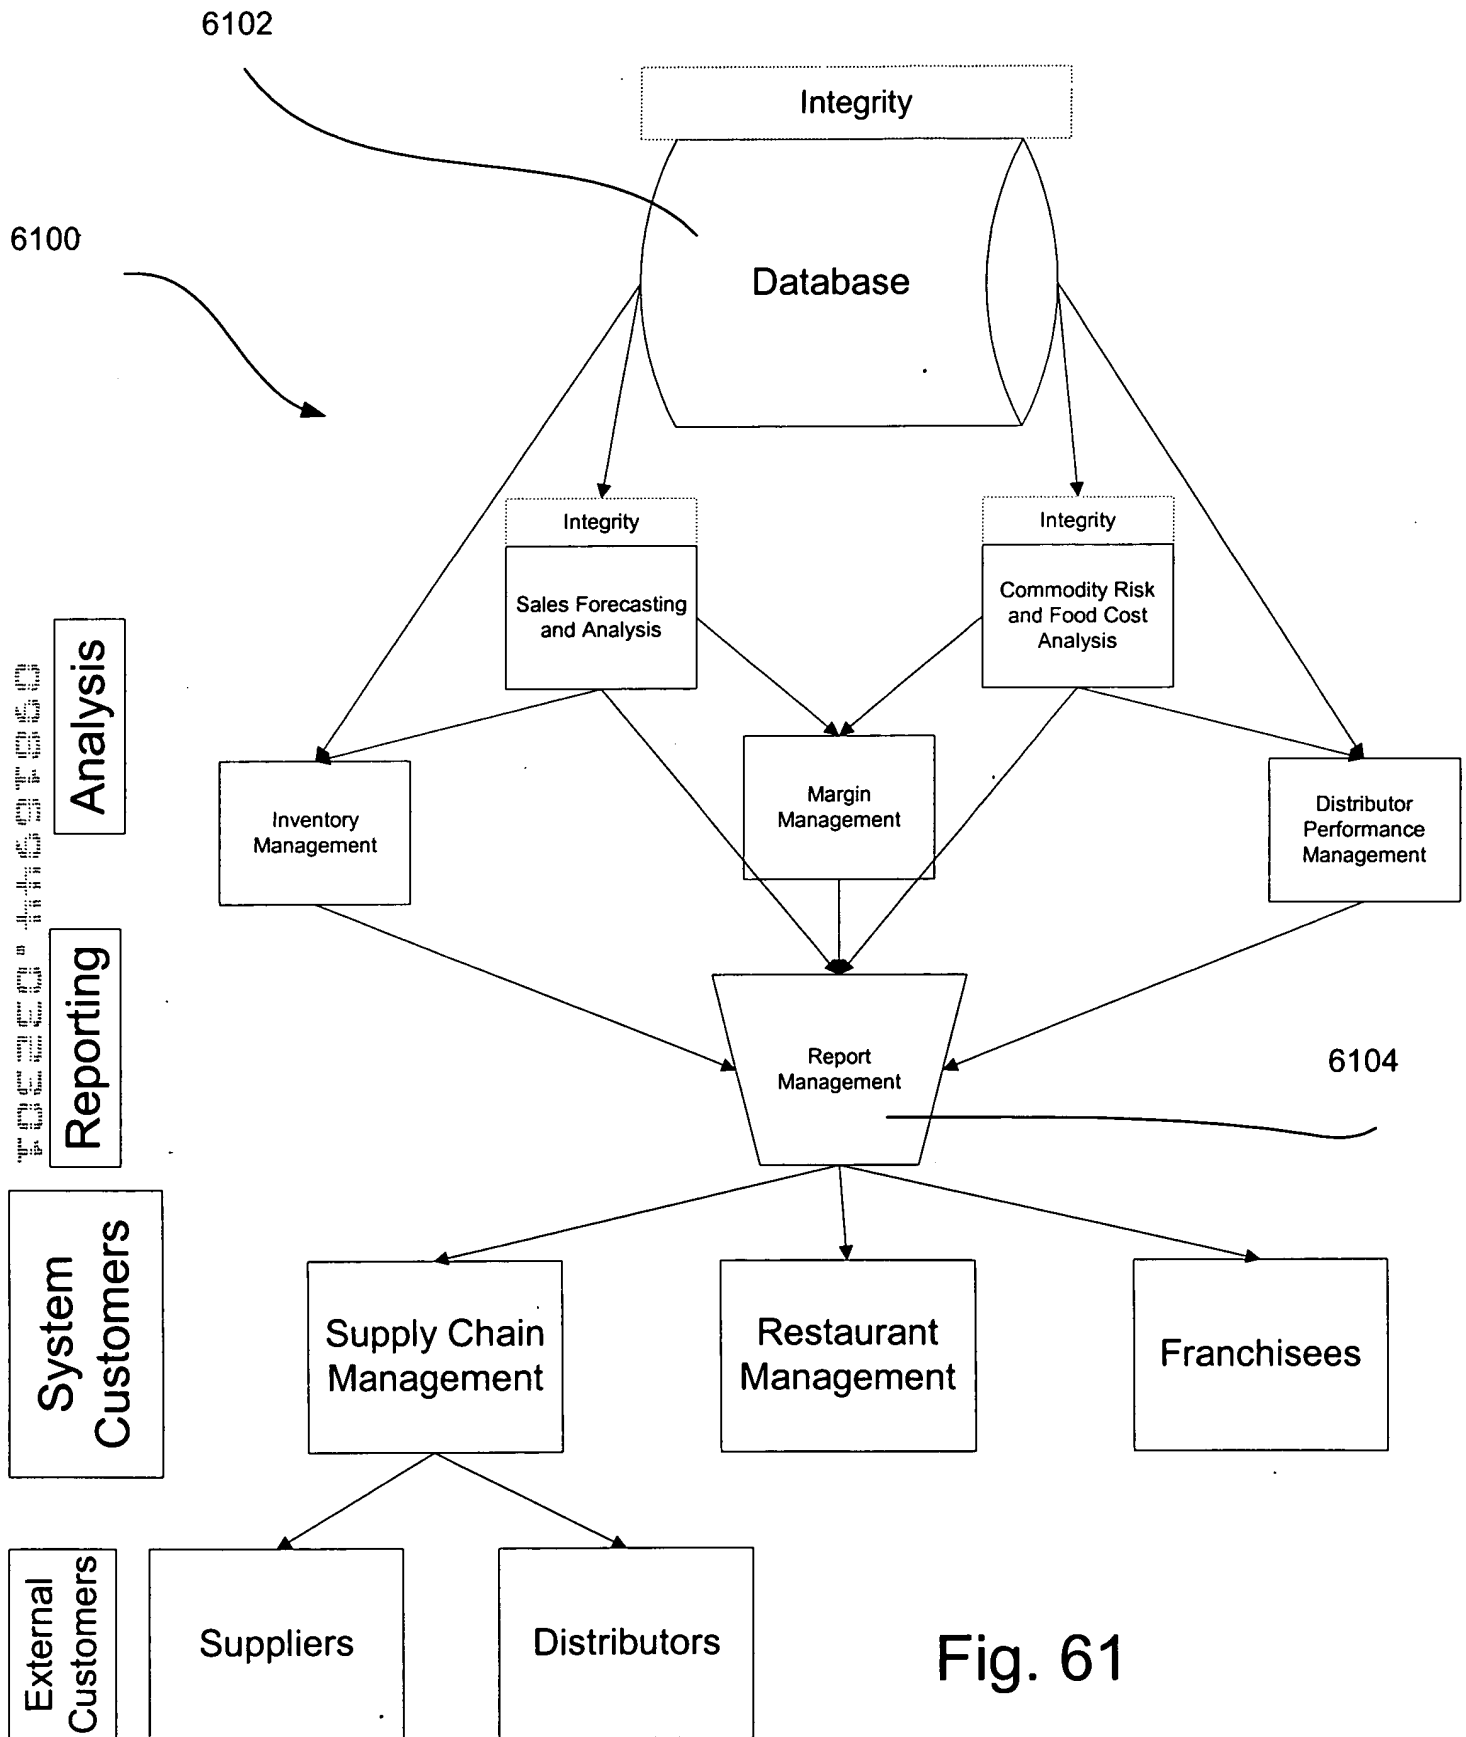 6102
Integrity
6100
Database
Integrity
Integrity
Sales Forecasting
and Analysis
Commodity Risk
and Food Cost
Analysis
Analysis
Inventory
Management
Margin
Management
Distributor
Performance
Management
Reporting
Report
Management
6104
System
Customers
Supply Chain
Management
Restaurant
Management
Franchisees
External
Customers
Suppliers
Distributors
Fig. 61